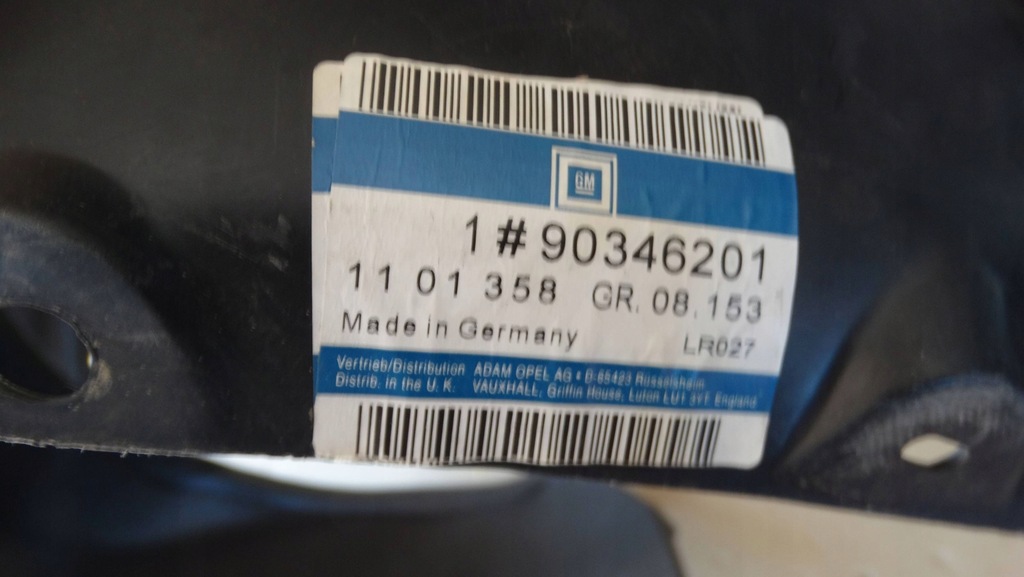 GM
1#90346201
11 01 358 GR. 08.153
Made in Germany LR027
Vertrieb/Distribution ADAM OPEL AG • D-65423 Rüsselsheim
Distrib. in the U. K. VAUXHALL, Griffin House, Luton LU1 3YT England